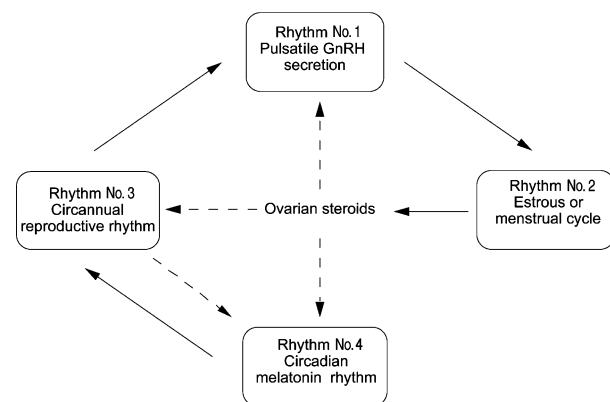 Rhythm No.1
Pulsatile GnRH
secretion
Rhythm No.3
Circannual
reproductive rhythm
Ovarian steroids
Rhythm No.2
Estrous or
menstrual cycle
Rhythm No.4
Circadian
melatonin rhythm